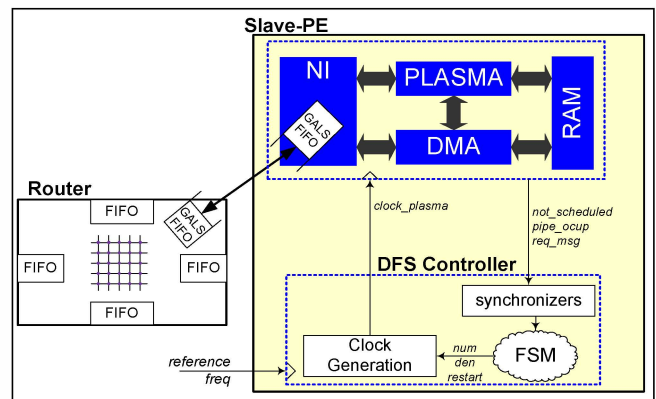 Slave-PE
NI
PLASMA
RAM
GALS
FIFO
DMA
Router
FIFO
GALS
FIFO
clock_plasma
not_scheduled
pipe_ocup
req_msg
FIFO
FIFO
DFS Controller
FIFO
synchronizers
reference
freq
Clock
Generation
num
den
restart
FSM